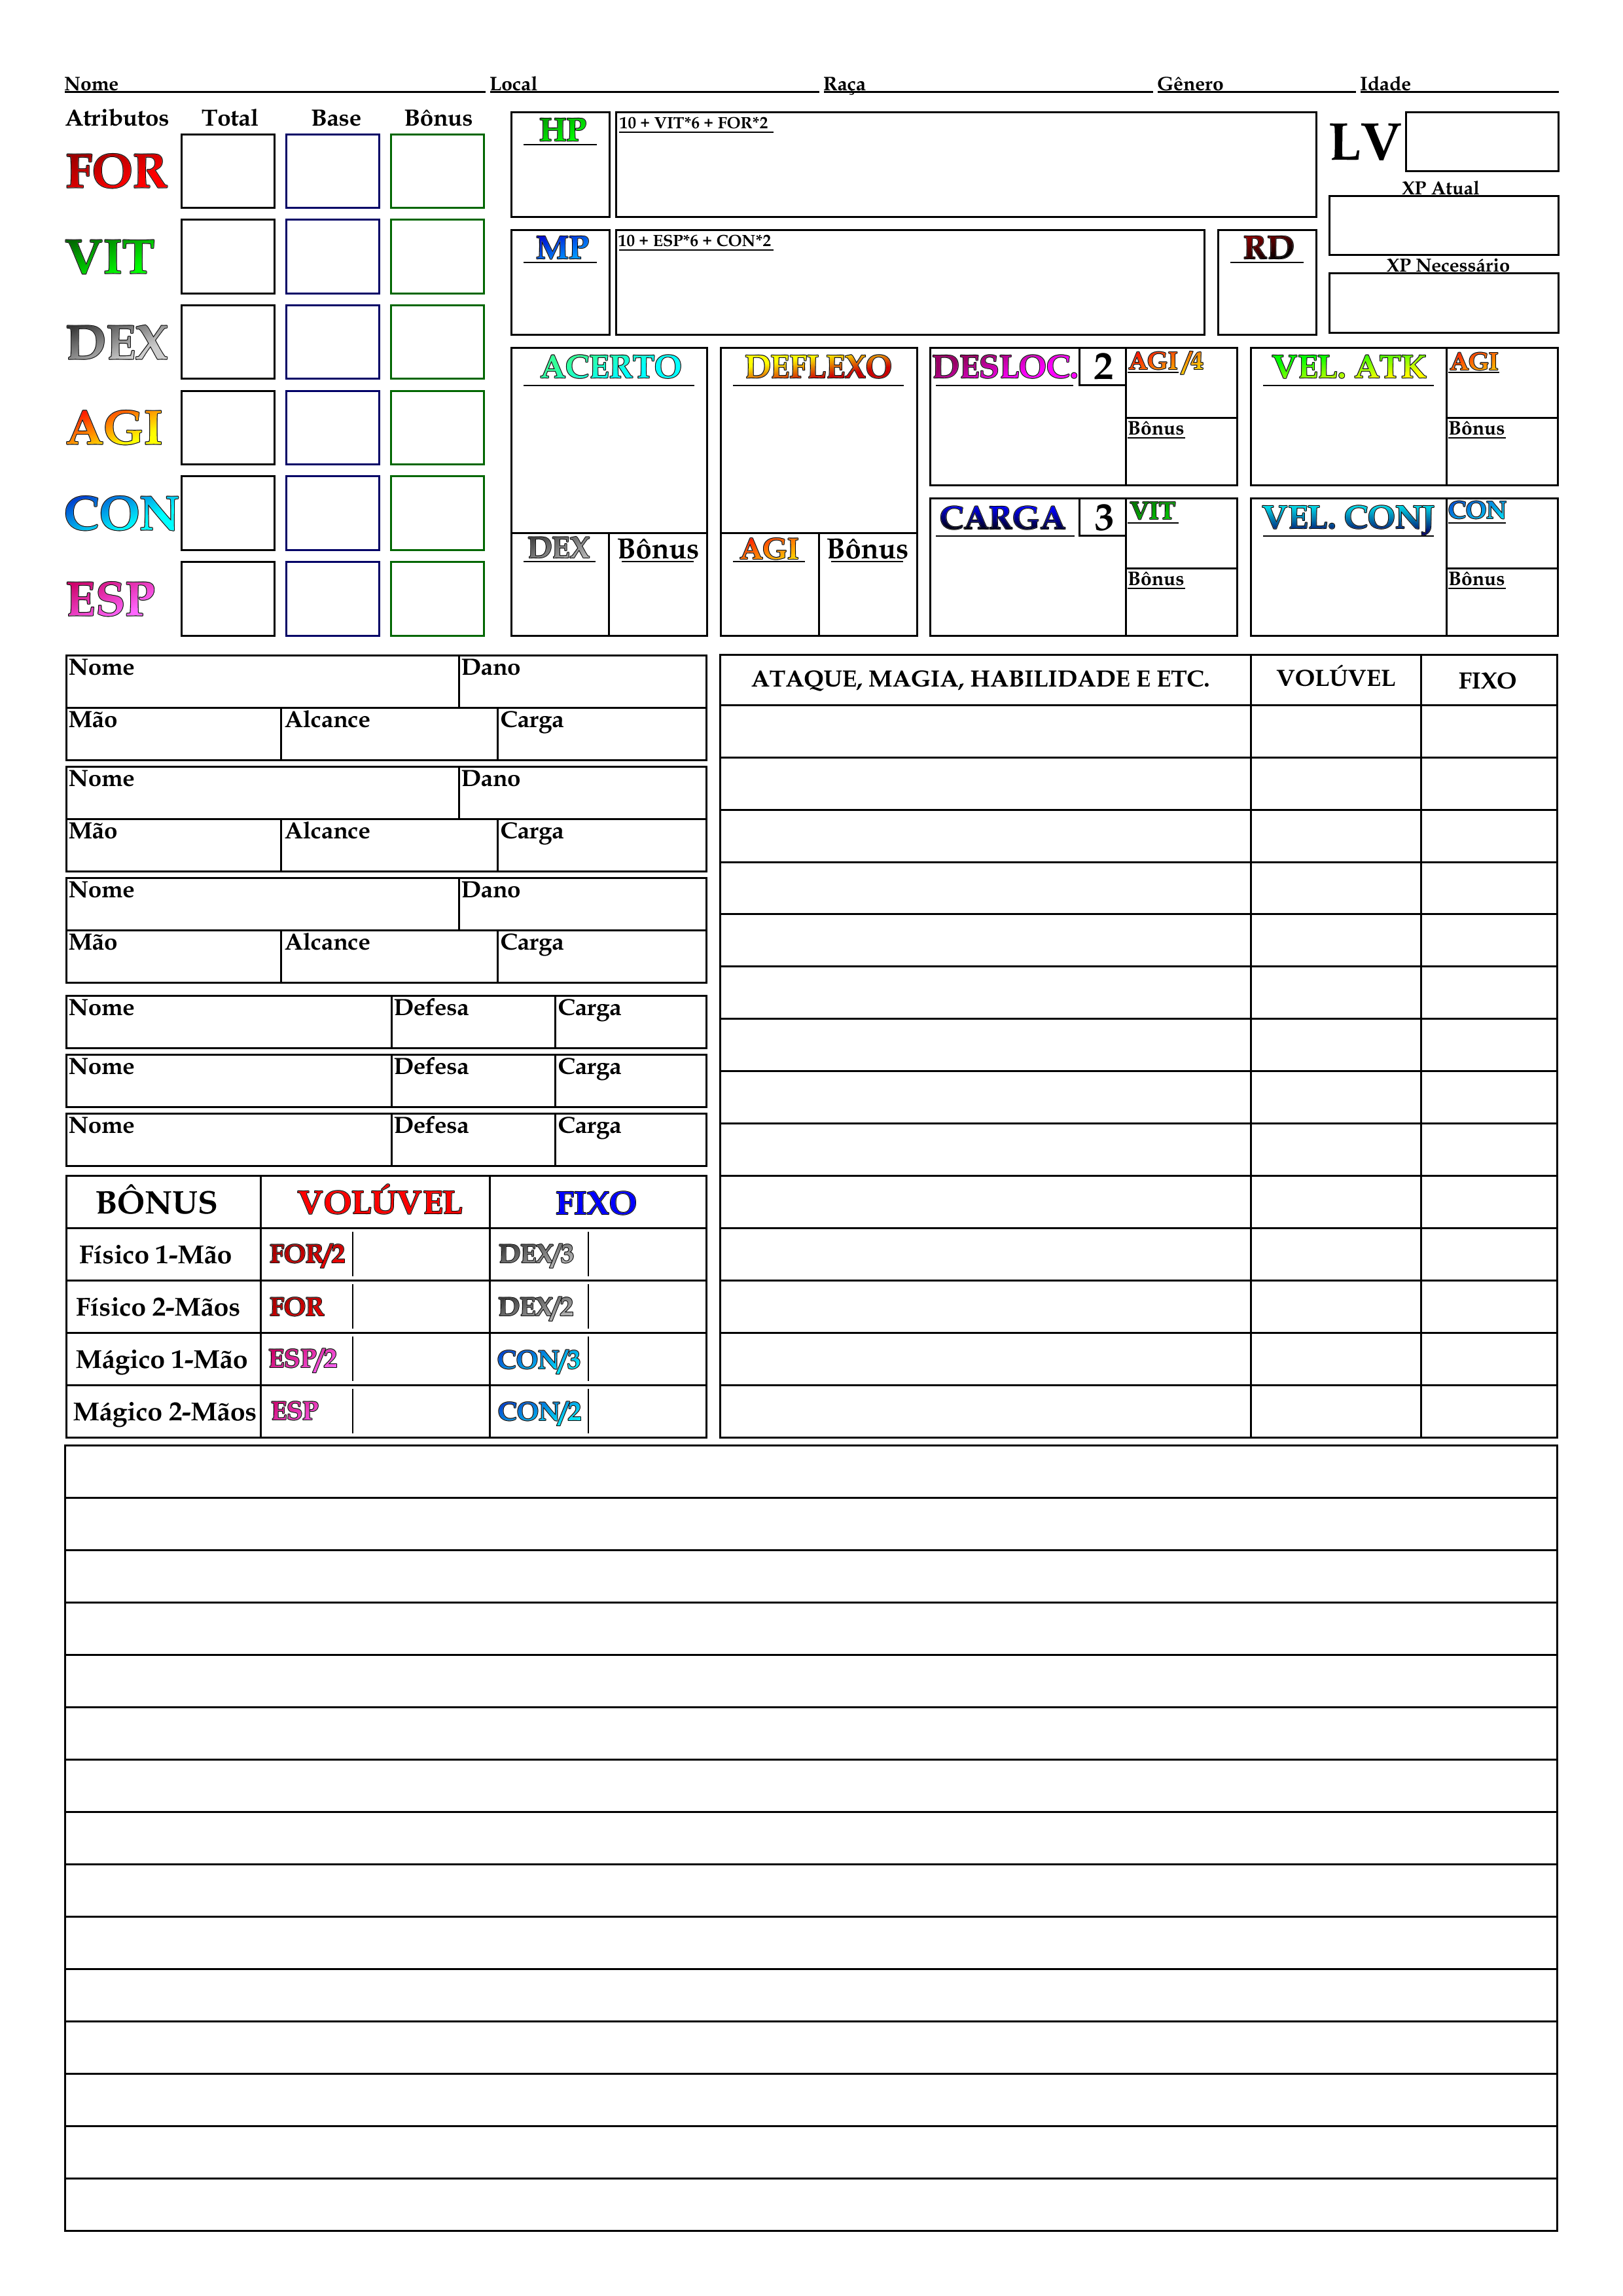 Nome Local Raça Gênero Idade
Atributos Total Base Bônus
FOR
VIT
DEX
AGI
CON
ESP
HP 10 + VIT*6 + FOR*2
LV
XP Atual
XP Necessário
MP 10 + ESP*6 + CON*2
RD
ACERTO
DEX Bônus
DEFLEXO
AGI Bônus
DESLOC. 2 AGI/4
Bônus
VEL. ATK AGI
Bônus
CARGA 3 VIT
Bônus
VEL. CONJ CON
Bônus
Nome Dano
Mão Alcance Carga
Nome Dano
Mão Alcance Carga
Nome Dano
Mão Alcance Carga
Nome Defesa Carga
Nome Defesa Carga
Nome Defesa Carga
BÔNUS VOLÚVEL FIXO
Físico 1-Mão FOR/2 DEX/3
Físico 2-Mãos FOR DEX/2
Mágico 1-Mão ESP/2 CON/3
Mágico 2-Mãos ESP CON/2
ATAQUE, MAGIA, HABILIDADE E ETC. VOLÚVEL FIXO